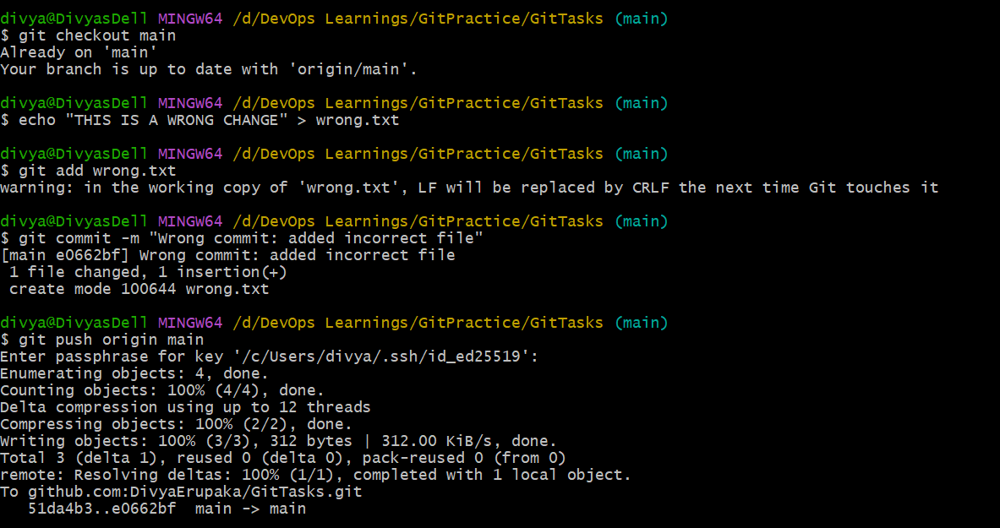 divya@DivyasDell MINGW64 /d/DevOps Learnings/GitPractice/GitTasks (main)
$ git checkout main
Already on 'main'
Your branch is up to date with 'origin/main'.
divya@DivyasDell MINGW64 /d/DevOps Learnings/GitPractice/GitTasks (main)
$ echo "THIS IS A WRONG CHANGE" > wrong.txt
divya@DivyasDell MINGW64 /d/DevOps Learnings/GitPractice/GitTasks (main)
$ git add wrong.txt
warning: in the working copy of 'wrong.txt', LF will be replaced by CRLF the next time Git touches it
divya@DivyasDell MINGW64 /d/DevOps Learnings/GitPractice/GitTasks (main)
$ git commit -m "Wrong commit: added incorrect file"
[main e0662bf] Wrong commit: added incorrect file
 1 file changed, 1 insertion(+)
 create mode 100644 wrong.txt
divya@DivyasDell MINGW64 /d/DevOps Learnings/GitPractice/GitTasks (main)
$ git push origin main
Enter passphrase for key '/c/Users/divya/.ssh/id_ed25519':
Enumerating objects: 4, done.
Counting objects: 100% (4/4), done.
Delta compression using up to 12 threads
Compressing objects: 100% (2/2), done.
Writing objects: 100% (3/3), 312 bytes | 312.00 KiB/s, done.
Total 3 (delta 1), reused 0 (delta 0), pack-reused 0 (from 0)
remote: Resolving deltas: 100% (1/1), completed with 1 local object.
To github.com:DivyaErupaka/GitTasks.git
   51da4b3..e0662bf  main -> main